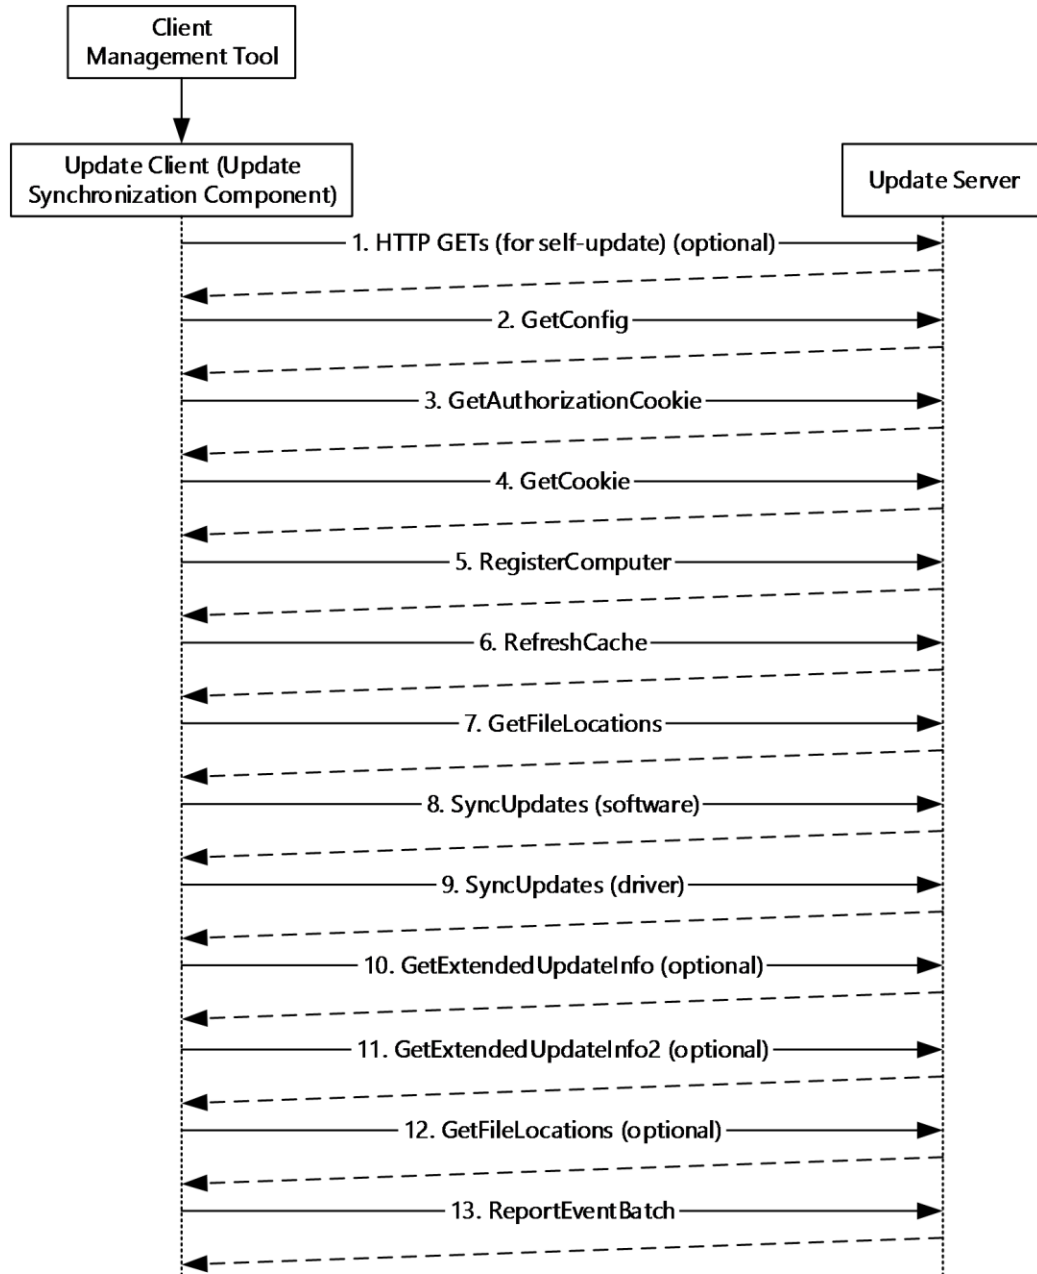 Client
Management Tool
Update Client (Update
Synchronization Component)
Update Server
1. HTTP GETs (for self-update) (optional)
2. GetConfig
3. GetAuthorizationCookie
4. GetCookie
5. RegisterComputer
6. RefreshCache
7. GetFileLocations
8. SyncUpdates (software)
9. SyncUpdates (driver)
10. GetExtendedUpdateInfo (optional)
11. GetExtendedUpdateInfo2 (optional)
12. GetFileLocations (optional)
13. ReportEventBatch